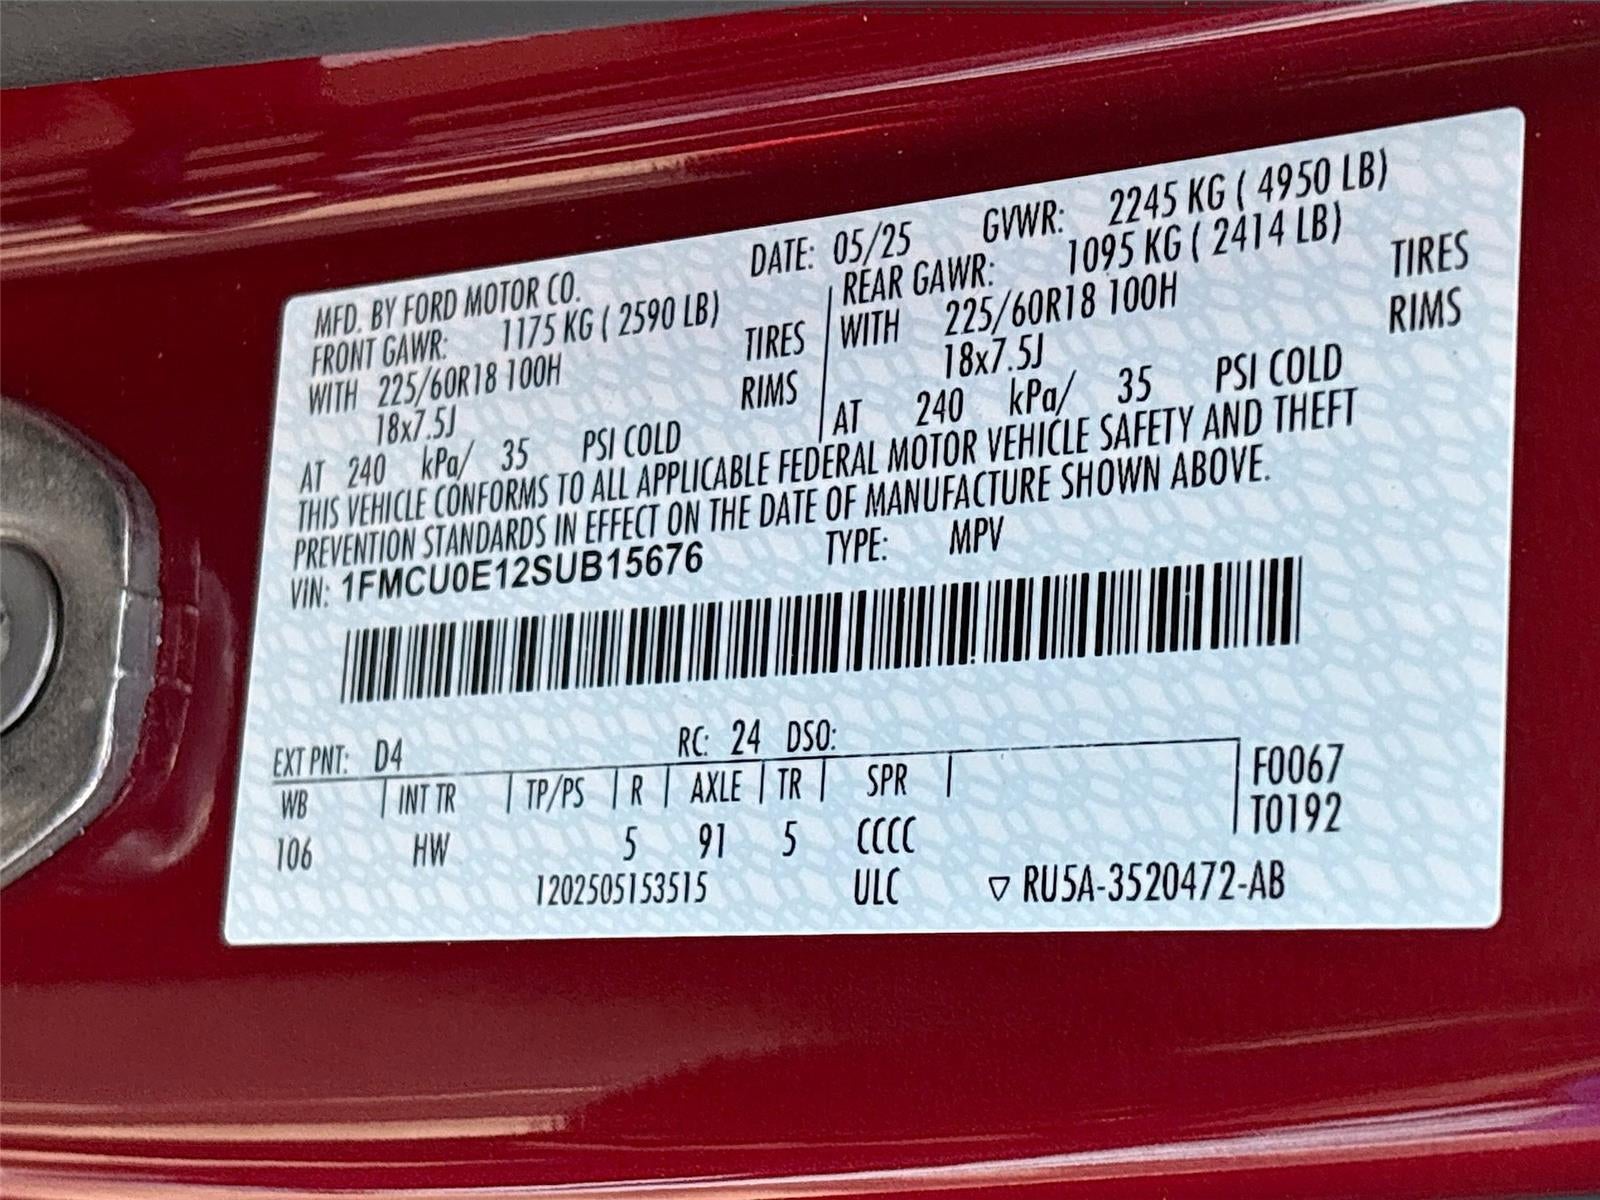 MFD. BY FORD MOTOR CO. DATE: 05/25 GVWR: 2245 KG ( 4950 LB)
FRONT GAWR: 1175 KG ( 2590 LB) REAR GAWR: 1095 KG ( 2414 LB)
WITH 225/60R18 100H TIRES WITH 225/60R18 100H TIRES
18x7.5J RIMS 18x7.5J RIMS
AT 240 kPa/ 35 PSI COLD AT 240 kPa/ 35 PSI COLD
THIS VEHICLE CONFORMS TO ALL APPLICABLE FEDERAL MOTOR VEHICLE SAFETY AND THEFT
PREVENTION STANDARDS IN EFFECT ON THE DATE OF MANUFACTURE SHOWN ABOVE.
VIN: 1FMCU0E12SUB15676 TYPE: MPV
EXT PNT: D4 RC: 24 DSO:
WB INT TR TP/PS R AXLE TR SPR F0067
T0192
106 HW 5 91 5 CCCC
1202505153515 ULC ▽ RU5A-3520472-AB